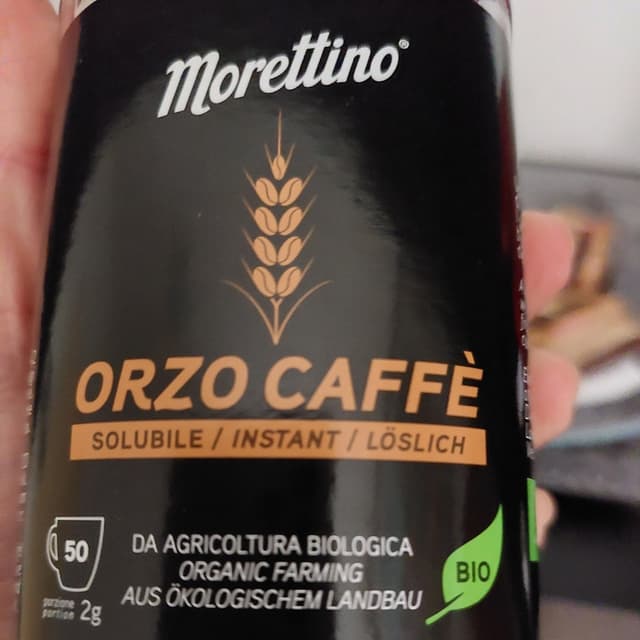 Morettino®
ORZO CAFFÈ
SOLUBILE / INSTANT / LÖSLICH
50
DA AGRICOLTURA BIOLOGICA
ORGANIC FARMING
AUS ÖKOLOGISCHEM LANDBAU
BIO
porzione
portion 2g